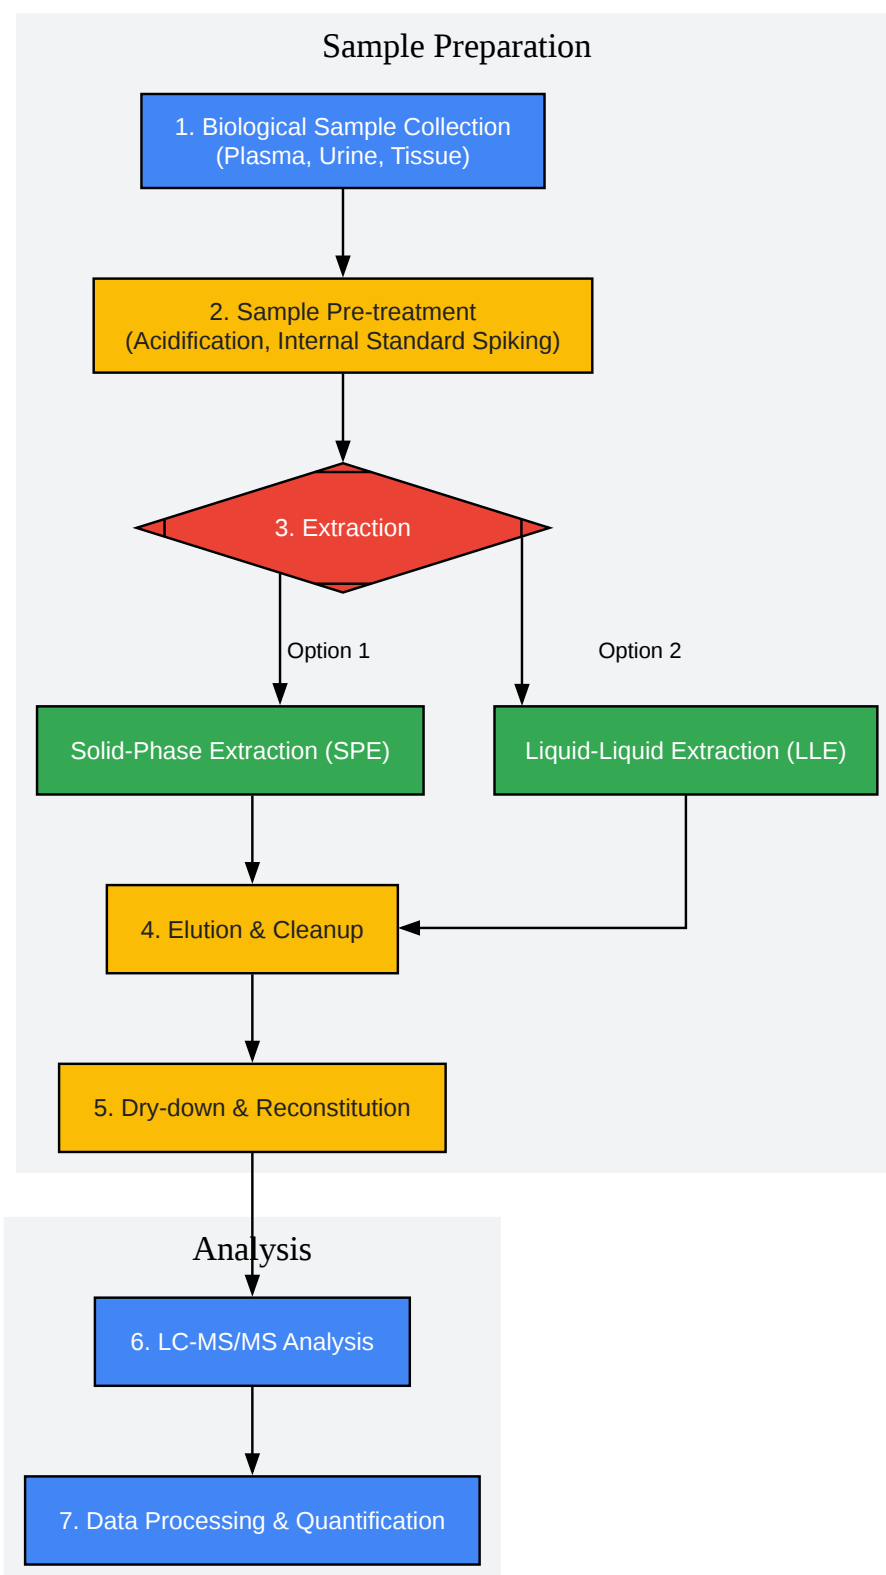 Sample Preparation
1. Biological Sample Collection
(Plasma, Urine, Tissue)
2. Sample Pre-treatment
(Acidification, Internal Standard Spiking)
3. Extraction
Option 1
Option 2
Solid-Phase Extraction (SPE)
Liquid-Liquid Extraction (LLE)
4. Elution & Cleanup
5. Dry-down & Reconstitution
Analysis
6. LC-MS/MS Analysis
7. Data Processing & Quantification